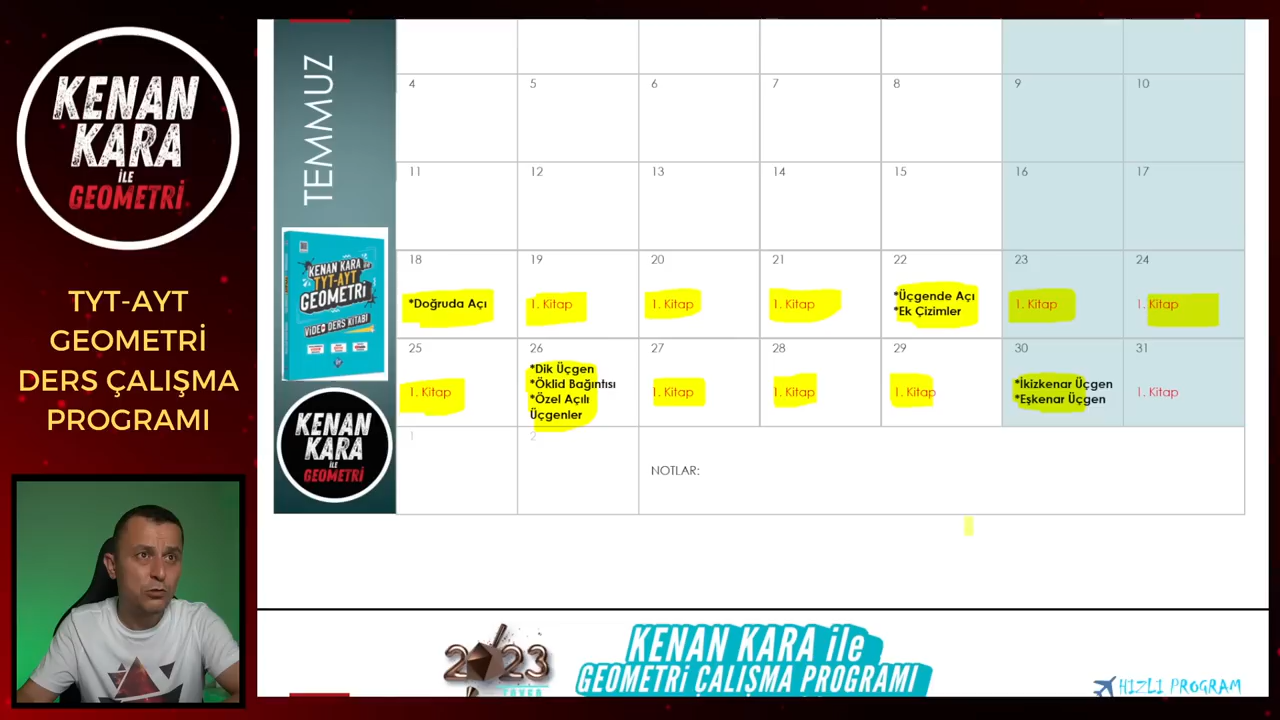 KENAN
KARA
İLE
GEOMETRİ
TYT-AYT
GEOMETRİ
DERS ÇALIŞMA
PROGRAMI
TEMMUZ
KENAN KARA ile
TYT-AYT
GEOMETRİ
VİDEO DERS KİTABI
KENAN
KARA
İLE
GEOMETRİ
4 5 6 7 8 9 10
11 12 13 14 15 16 17
18 19 20 21 22 23 24
*Doğruda Açı
1. Kitap
1. Kitap
1. Kitap
*Üçgende Açı
*Ek Çizimler
1. Kitap
1. Kitap
25 26 27 28 29 30 31
1. Kitap
*Dik Üçgen
*Öklid Bağıntısı
*Özel Açılı
Üçgenler
1. Kitap
1. Kitap
1. Kitap
*İkizkenar Üçgen
*Eşkenar Üçgen
1. Kitap
1 2
NOTLAR:
2023
KENAN KARA ile
GEOMETRİ ÇALIŞMA PROGRAMI
HIZLI PROGRAM